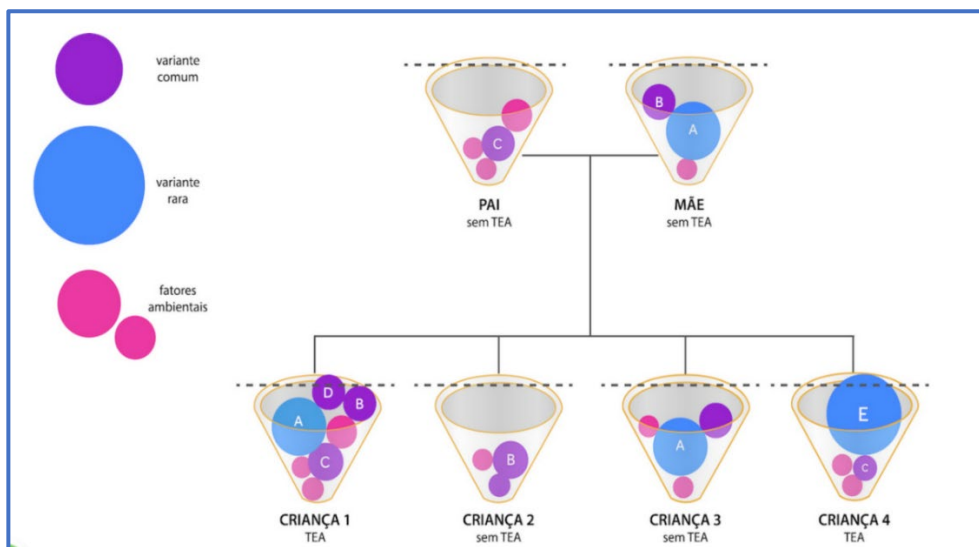 variante
comum
variante
rara
fatores
ambientais
C
PAI
sem TEA
B
A
MÃE
sem TEA
D
B
A
C
CRIANÇA 1
TEA
B
CRIANÇA 2
sem TEA
A
CRIANÇA 3
sem TEA
E
C
CRIANÇA 4
TEA